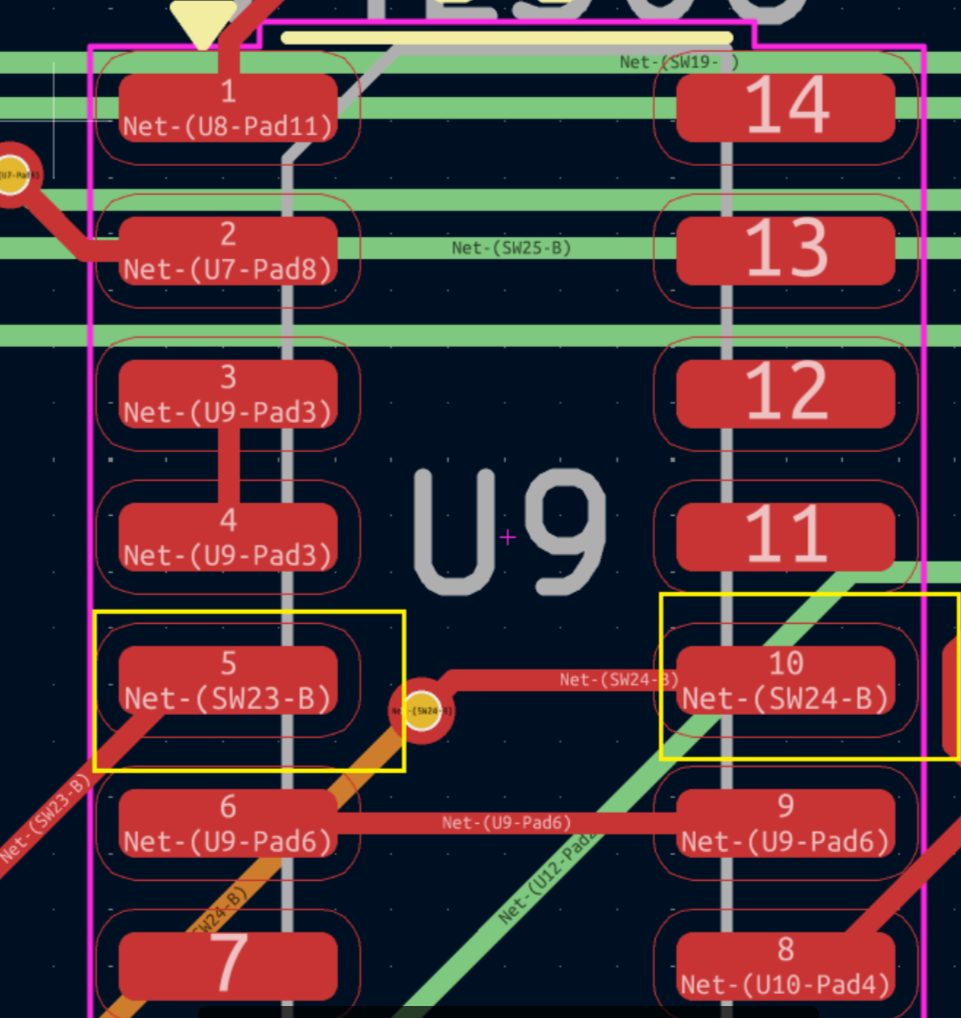 Net-(SW19-
)
1
Net-(U8-Pad11)
14
2
Net-(U7-Pad8)
Net-(SW25-B)
13
3
Net-(U9-Pad3)
12
4
Net-(U9-Pad3)
U9
11
5
Net-(SW23-B)
Net-(SW24-B)
10
Net-(SW24-B)
Net-(SW24-B)
Net-(SW23-B)
6
Net-(U9-Pad6)
Net-(U9-Pad6)
9
Net-(U9-Pad6)
SW24-B)
7
8
Net-(U10-Pad4)